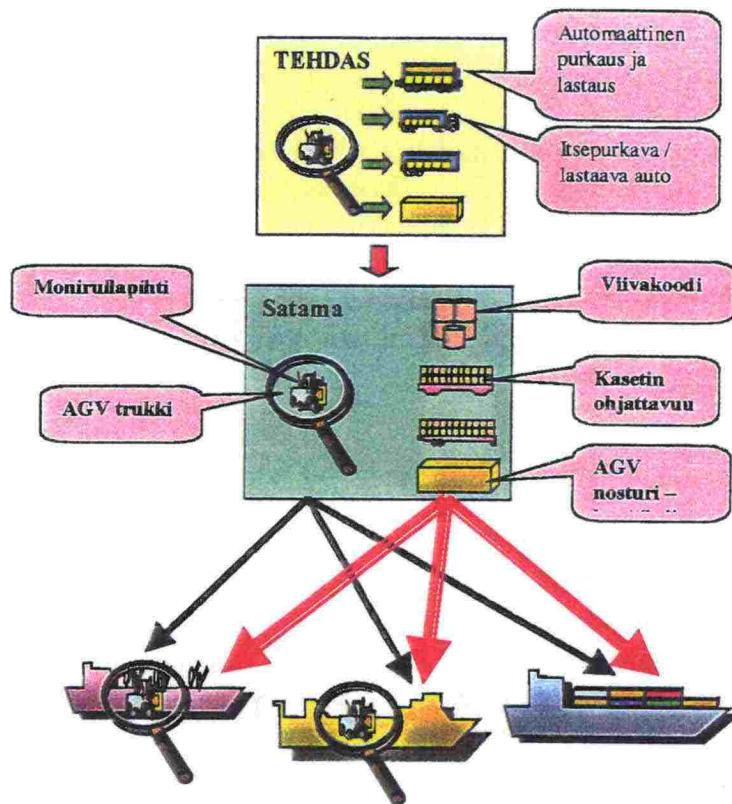 TEHDAS
Automaattinen
purkaus ja
lastaus
Itsepurkava /
lastaava auto
Monirullapihti
Satama
Viivakoodi
AGV trukki
Kasetin
ohjattavuu
AGV
nosturi –